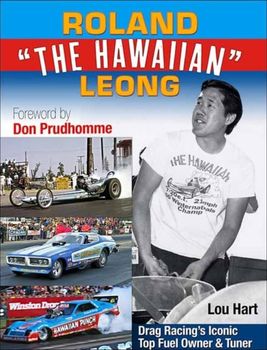 ROLAND
"THE HAWAIIAN"
LEONG
Foreword by
Don Prudhomme
THE HAWAIIAN
Winston Drag
HAWAIIAN PUNCH
Lou Hart
Drag Racing's Iconic
Top Fuel Owner & Tuner